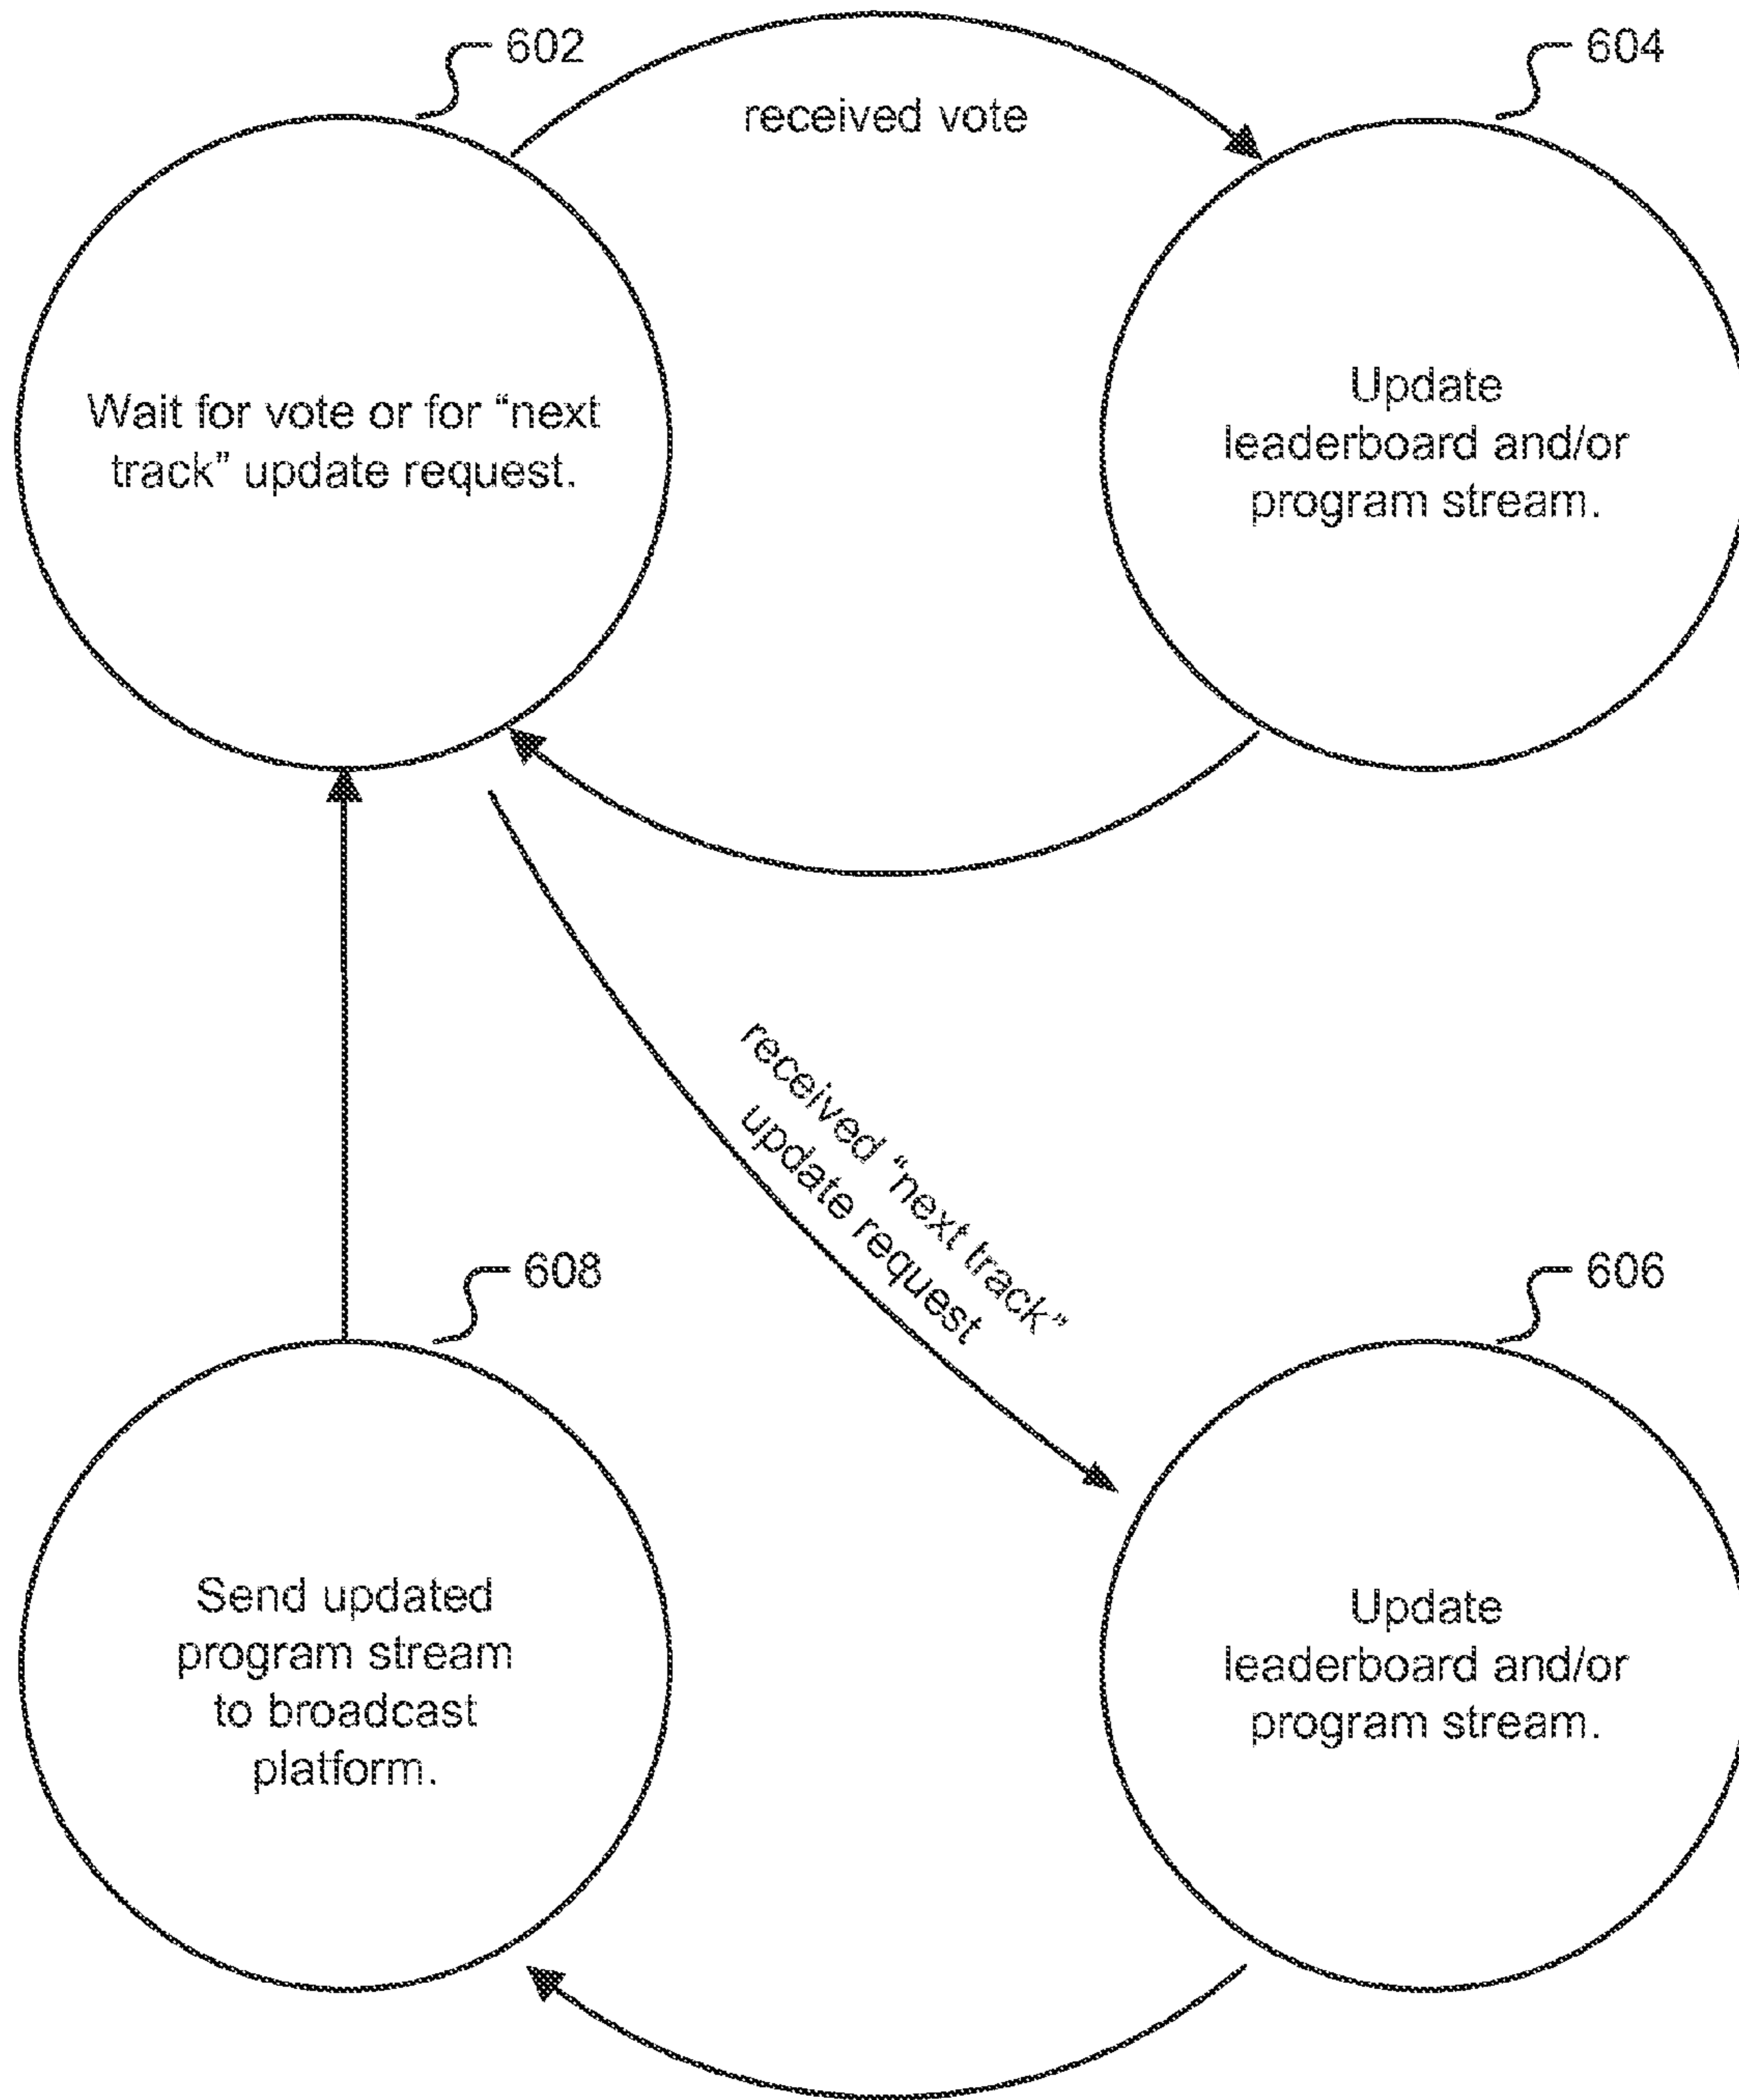 602
604
received vote
Wait for vote or for “next
track” update request.
Update
leaderboard and/or
program stream.
received “next track”
update request
608
606
Send updated
program stream
to broadcast
platform.
Update
leaderboard and/or
program stream.